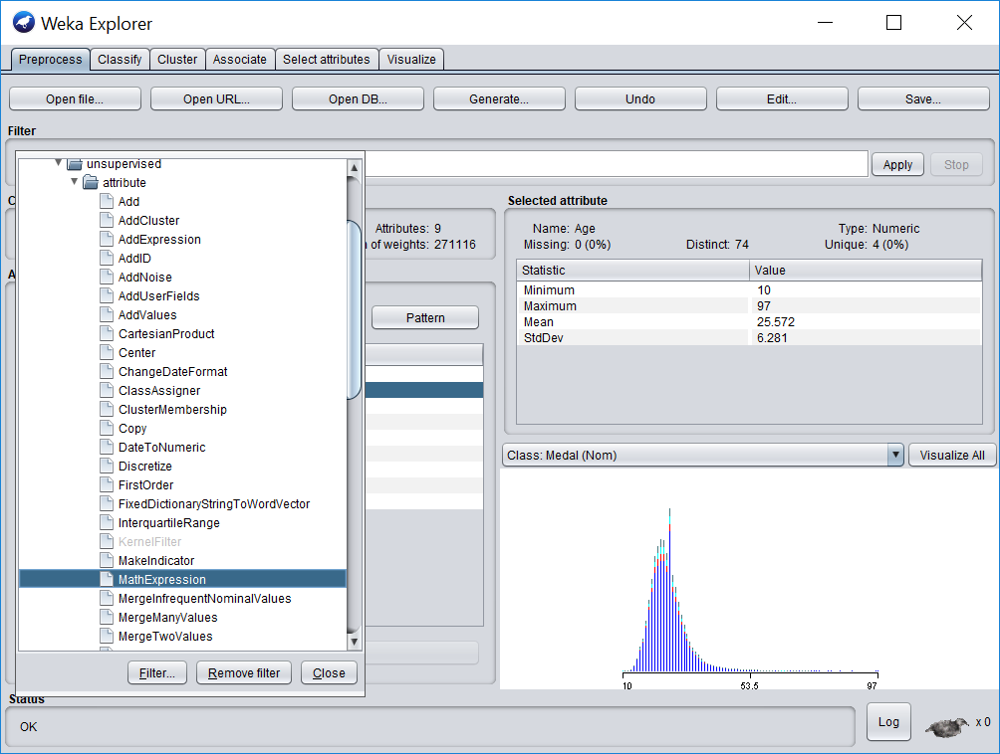 Weka Explorer
Preprocess Classify Cluster Associate Select attributes Visualize
Open file... Open URL... Open DB... Generate... Undo Edit... Save...
Filter
Apply Stop
unsupervised
attribute
Add
AddCluster
AddExpression
AddID
AddNoise
AddUserFields
AddValues
CartesianProduct
Center
ChangeDateFormat
ClassAssigner
ClusterMembership
Copy
DateToNumeric
Discretize
FirstOrder
FixedDictionaryStringToWordVector
InterquartileRange
KernelFilter
MakeIndicator
MathExpression
MergeInfrequentNominalValues
MergeManyValues
MergeTwoValues
Filter... Remove filter Close
Attributes: 9
of weights: 271116
Pattern
Selected attribute
Name: Age Type: Numeric
Missing: 0 (0%) Distinct: 74 Unique: 4 (0%)
Statistic Value
Minimum 10
Maximum 97
Mean 25.572
StdDev 6.281
Class: Medal (Nom) Visualize All
10 53.5 97
Status
OK
Log x 0